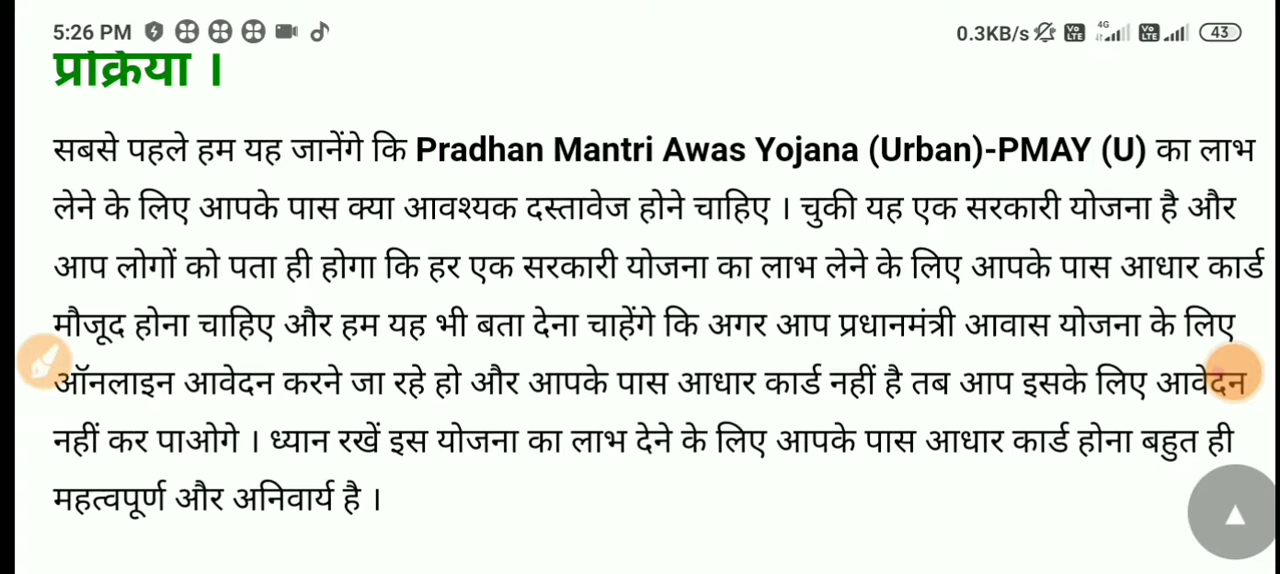 5:26 PM 0.3KB/s 4G 43
प्रक्रिया ।
सबसे पहले हम यह जानेंगे कि Pradhan Mantri Awas Yojana (Urban)-PMAY (U) का लाभ
लेने के लिए आपके पास क्या आवश्यक दस्तावेज होने चाहिए । चुकी यह एक सरकारी योजना है और
आप लोगों को पता ही होगा कि हर एक सरकारी योजना का लाभ लेने के लिए आपके पास आधार कार्ड
मौजूद होना चाहिए और हम यह भी बता देना चाहेंगे कि अगर आप प्रधानमंत्री आवास योजना के लिए
ऑनलाइन आवेदन करने जा रहे हो और आपके पास आधार कार्ड नहीं है तब आप इसके लिए आवेदन
नहीं कर पाओगे । ध्यान रखें इस योजना का लाभ देने के लिए आपके पास आधार कार्ड होना बहुत ही
महत्वपूर्ण और अनिवार्य है ।